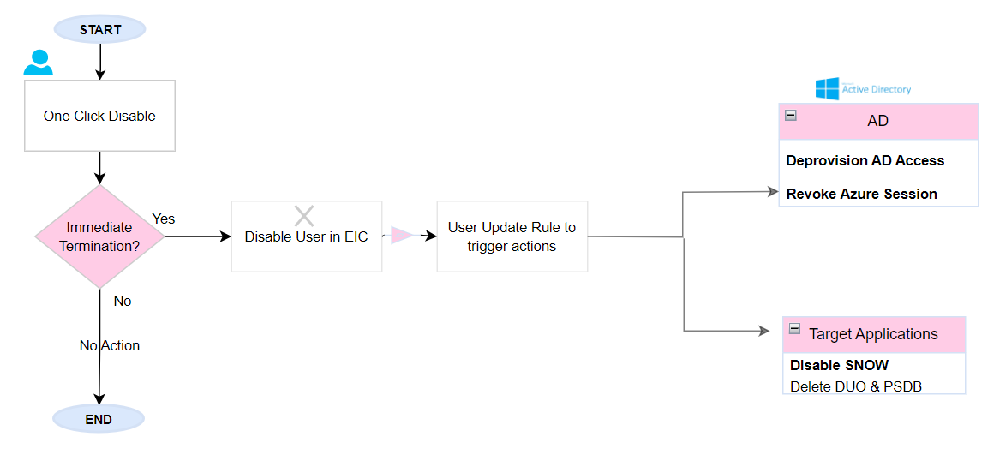 START
One Click Disable
Immediate
Termination?
Yes
No
No Action
END
Disable User in EIC
User Update Rule to
trigger actions
Active Directory
AD
Deprovision AD Access
Revoke Azure Session
Target Applications
Disable SNOW
Delete DUO & PSDB